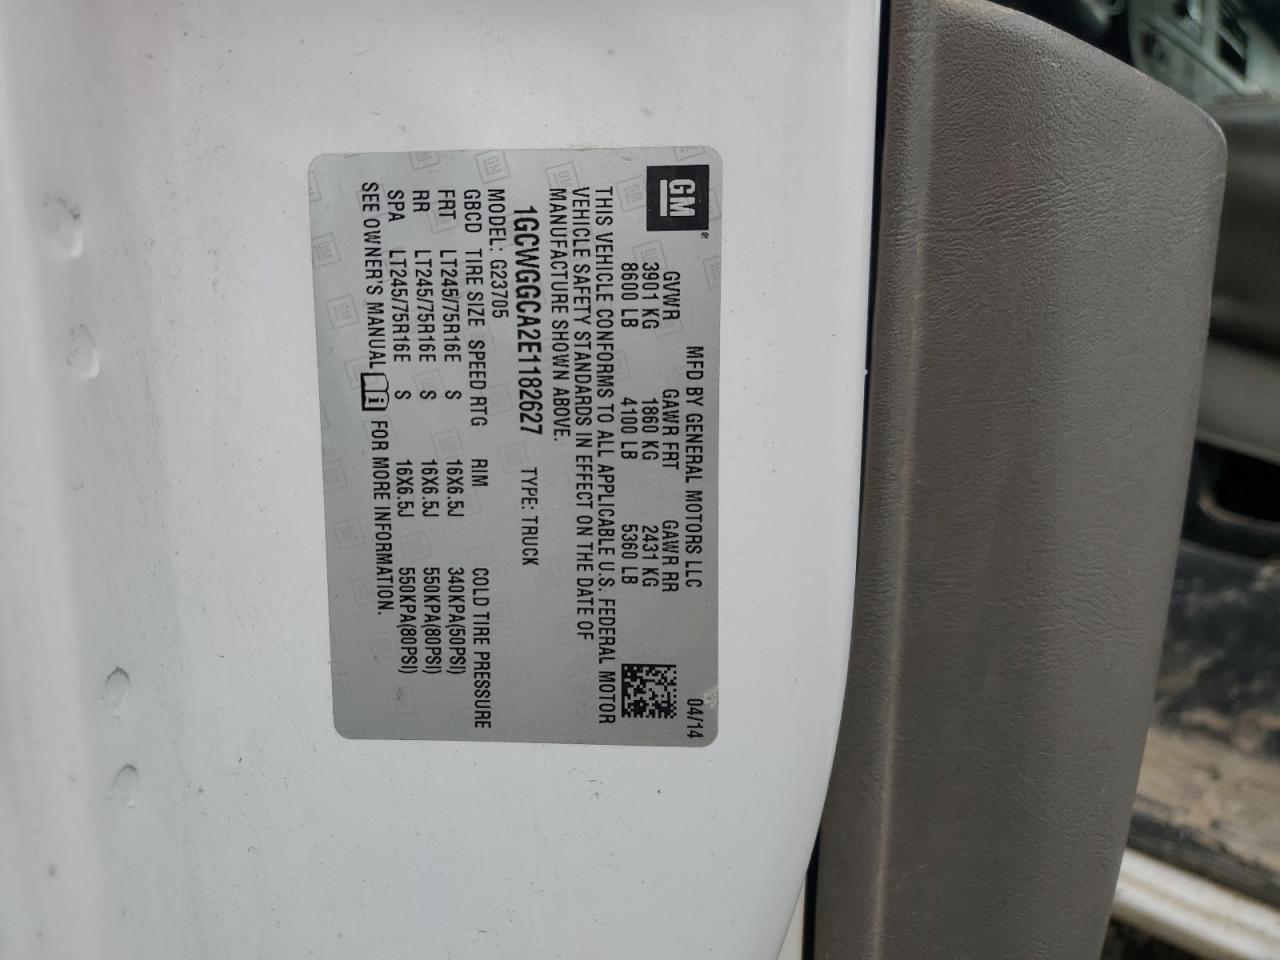 GM®
MFD BY GENERAL MOTORS LLC 04/14
GVWR GAWR FRT GAWR RR
3901 KG 1860 KG 2431 KG
8600 LB 4100 LB 5360 LB
THIS VEHICLE CONFORMS TO ALL APPLICABLE U.S. FEDERAL MOTOR
VEHICLE SAFETY STANDARDS IN EFFECT ON THE DATE OF
MANUFACTURE SHOWN ABOVE.
1GCWGGCA2E1182627 TYPE: TRUCK
MODEL: G23705
GBCD TIRE SIZE SPEED RTG RIM COLD TIRE PRESSURE
FRT LT245/75R16E S 16X6.5J 340KPA(50PSI)
RR LT245/75R16E S 16X6.5J 550KPA(80PSI)
SPA LT245/75R16E S 16X6.5J 550KPA(80PSI)
SEE OWNER'S MANUAL i FOR MORE INFORMATION.